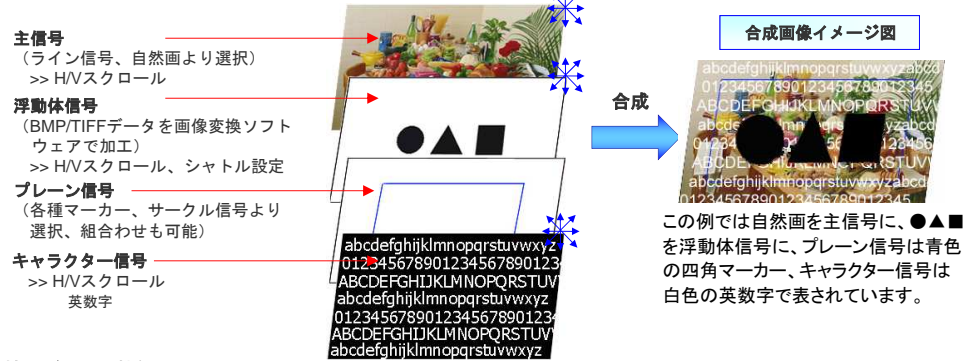 主信号
（ライン信号、自然画より選択）
>> H/Vスクロール
浮動体信号
（BMP/TIFFデータを画像変換ソフト
ウェアで加工）
>> H/Vスクロール、シャトル設定
プレーン信号
（各種マーカー、サークル信号より
選択、組合わせも可能）
キャラクター信号
>> H/Vスクロール
英数字
abcdefghijklmnopqrstuvwxyz
012345678901234567890123
ABCDEFGHIJKLMNOPQRSTUV
abcdefghijklmnopqrstuvwxyz
0123456789012345678901234
ABCDEFGHIJKLMNOPQRSTUV
abcdefghijklmnopqrstuvwxyz
合成
合成画像イメージ図
abcdefghijklmnopqrstuvwxyzabcd
01234567890123456789012345
ABCDEFGHIJKLMNOPQRSTUV
abcdefghijklmnopqrstuvwxyzabcd
この例では自然画を主信号に、●▲■
を浮動体信号に、プレーン信号は青色
の四角マーカー、キャラクター信号は
白色の英数字で表されています。